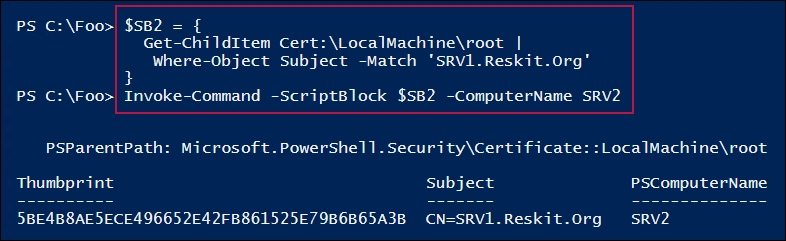 PS C:\Foo> $SB2 = {
Get-ChildItem Cert:\LocalMachine\root |
Where-Object Subject -Match 'SRV1.Reskit.Org'
}
PS C:\Foo> Invoke-Command -ScriptBlock $SB2 -ComputerName SRV2
PSParentPath: Microsoft.PowerShell.Security\Certificate::LocalMachine\root
Thumbprint Subject PSComputerName
---------- ------- --------------
5BE4B8AE5ECE496652E42FB861525E79B6B65A3B CN=SRV1.Reskit.Org SRV2